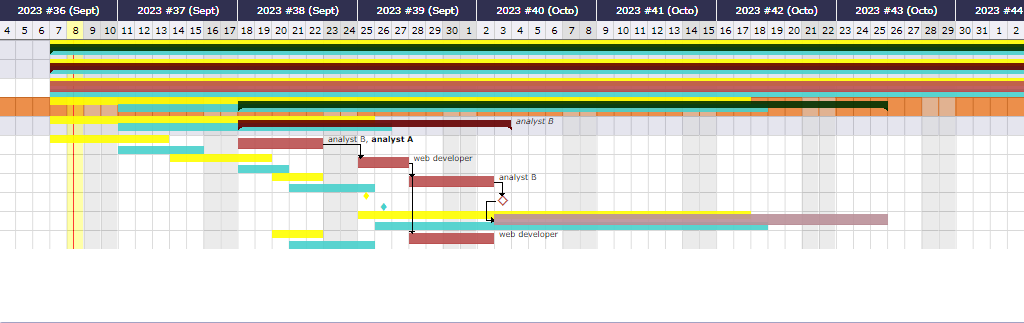 2023 #36 (Sept) 2023 #37 (Sept) 2023 #38 (Sept) 2023 #39 (Sept) 2023 #40 (Octo) 2023 #41 (Octo) 2023 #42 (Octo) 2023 #43 (Octo) 2023 #44
4 5 6 7 8 9 10 11 12 13 14 15 16 17 18 19 20 21 22 23 24 25 26 27 28 29 30 1 2 3 4 5 6 7 8 9 10 11 12 13 14 15 16 17 18 19 20 21 22 23 24 25 26 27 28 29 30 31 1 2
analyst B
analyst B, analyst A
web developer
analyst B
web developer